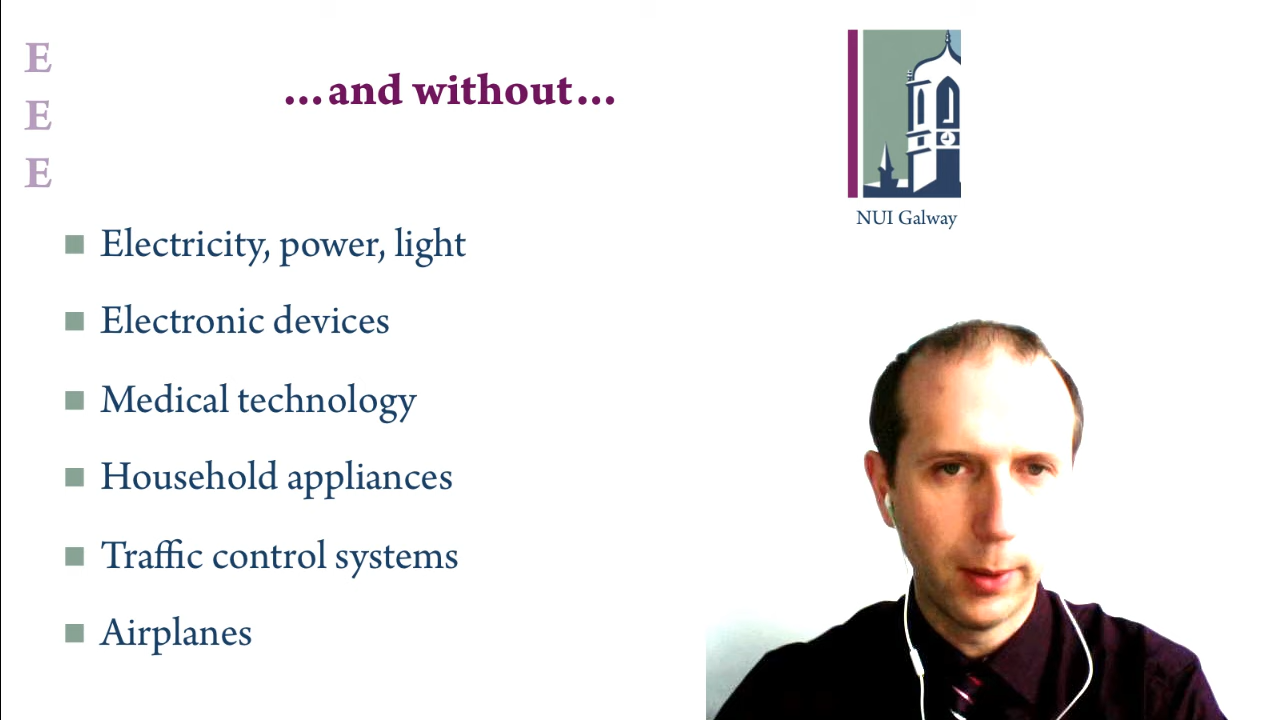 E
E
E
...and without...
NUI Galway
Electricity, power, light
Electronic devices
Medical technology
Household appliances
Traffic control systems
Airplanes